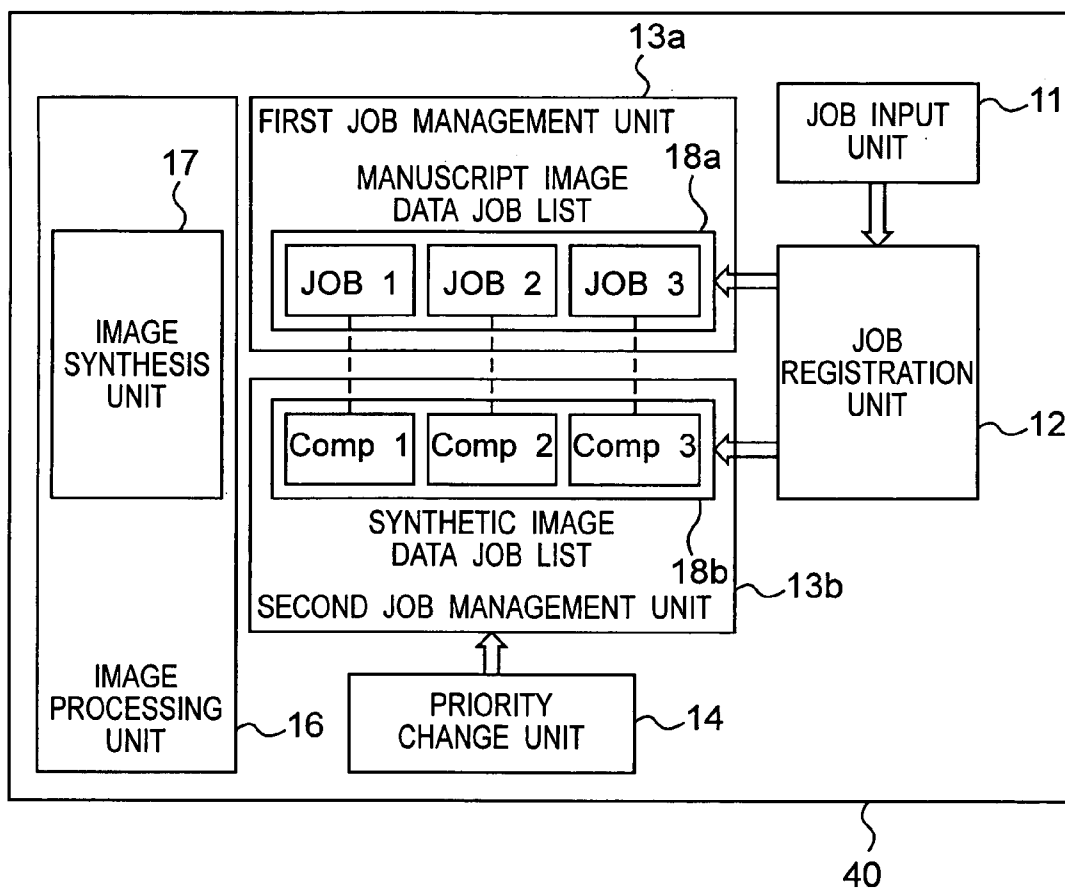 13a
FIRST JOB MANAGEMENT UNIT
MANUSCRIPT IMAGE
DATA JOB LIST
18a
JOB 1
JOB 2
JOB 3
JOB INPUT
UNIT
11
17
IMAGE
SYNTHESIS
UNIT
JOB
REGISTRATION
UNIT
12
Comp 1
Comp 2
Comp 3
SYNTHETIC IMAGE
DATA JOB LIST
18b
SECOND JOB MANAGEMENT UNIT
13b
IMAGE
PROCESSING
UNIT
16
PRIORITY
CHANGE UNIT
14
40